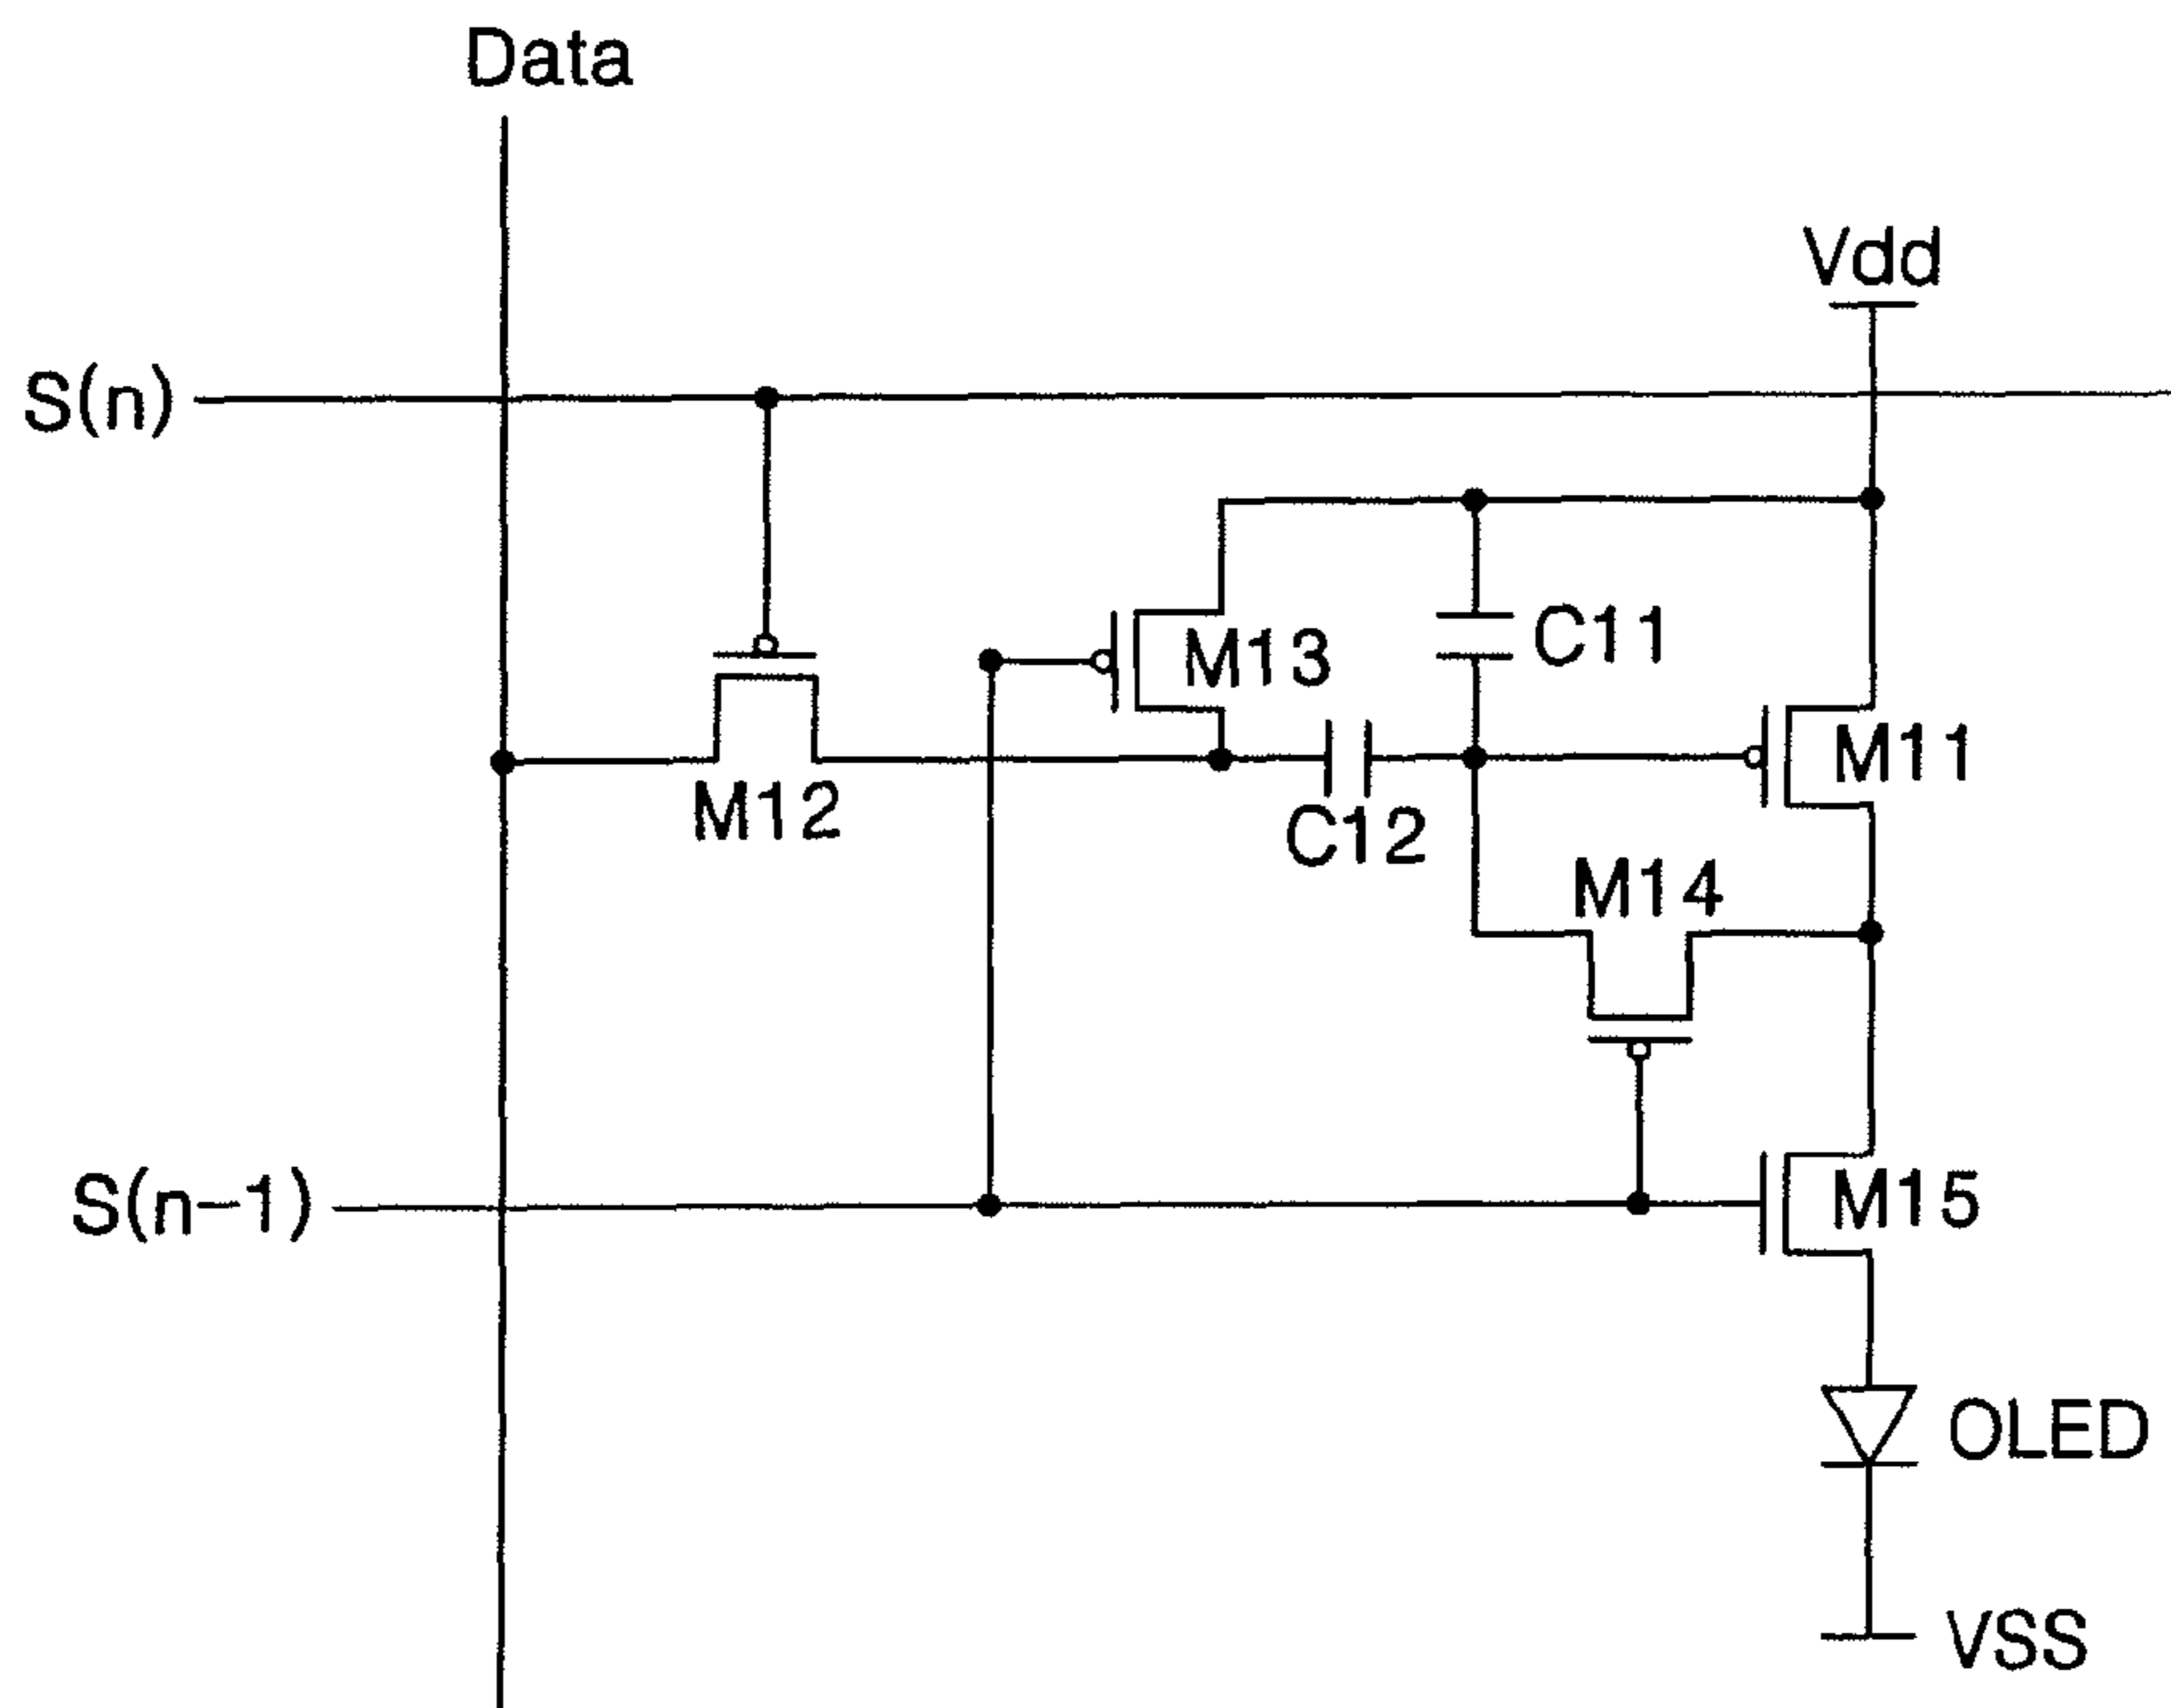 Data
Vdd
S(n)
M13
C11
M11
M12
C12
M14
S(n-1)
M15
OLED
VSS